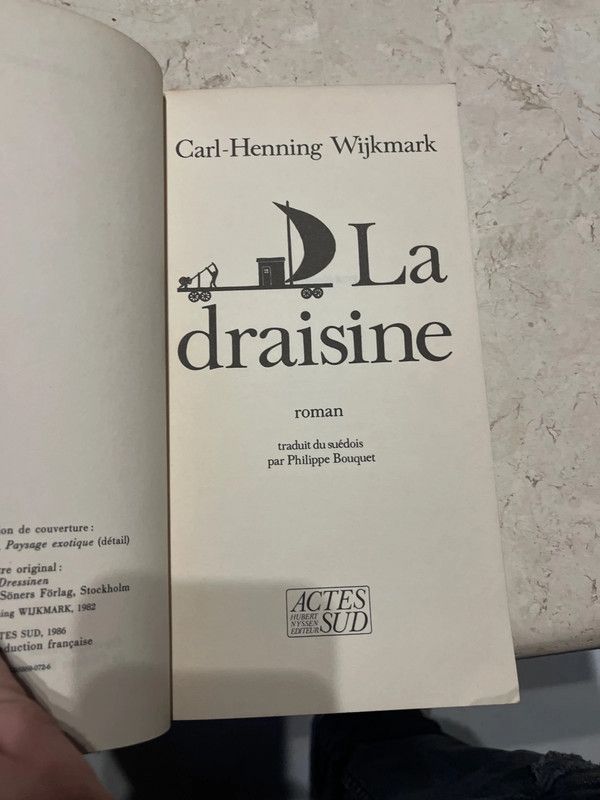 on de couverture :
Paysage exotique (détail)
re original :
Dressinen
Söners Förlag, Stockholm
ing WIJKMARK, 1982
TES SUD, 1986
duction française
Carl-Henning Wijkmark
La
draisine
roman
traduit du suédois
par Philippe Bouquet
ACTES
HUBERT
NYSSEN
EDITEUR
SUD